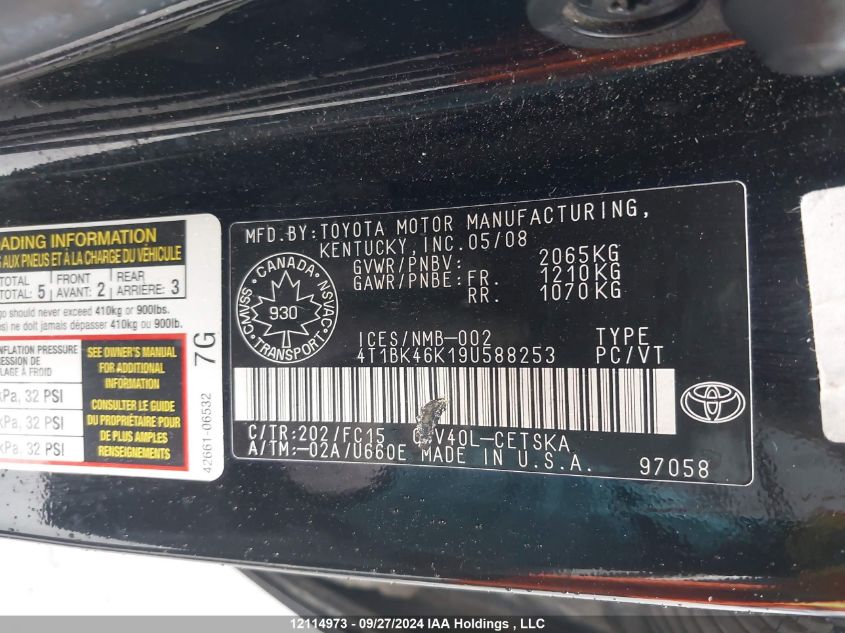 OADING INFORMATION
AUX PNEUS ET À LA CHARGE DU VÉHICULE
TOTAL FRONT REAR
TOTAL: 5 AVANT: 2 ARRIÈRE: 3
go should never exceed 410kg or 900lbs.
s) ne doit jamais dépasser 410kg ou 900lb.
NFLATION PRESSURE
RESSION DE
LAGE À FROID
kPa, 32 PSI
kPa, 32 PSI
kPa, 32 PSI
SEE OWNER'S MANUAL
FOR ADDITIONAL
INFORMATION
CONSULTER LE GUIDE
DU PROPRIÉTAIRE POUR
DE PLUS AMPLES
RENSEIGNEMENTS
7G
42661-06532
MFD.BY:TOYOTA MOTOR MANUFACTURING,
KENTUCKY,INC.05/08
GVWR/PNBV: 2065KG
GAWR/PNBE:FR. 1210KG
RR. 1070KG
CANADA
CMVSS NSVAC
930
TRANSPORT
ICES/NMB-002 TYPE
4T1BK46K19U588253 PC/VT
C/TR:202/FC15 V40L-CETSKA
A/TM:-02A/U660E MADE IN U.S.A. 97058
12114973 - 09/27/2024 IAA Holdings , LLC